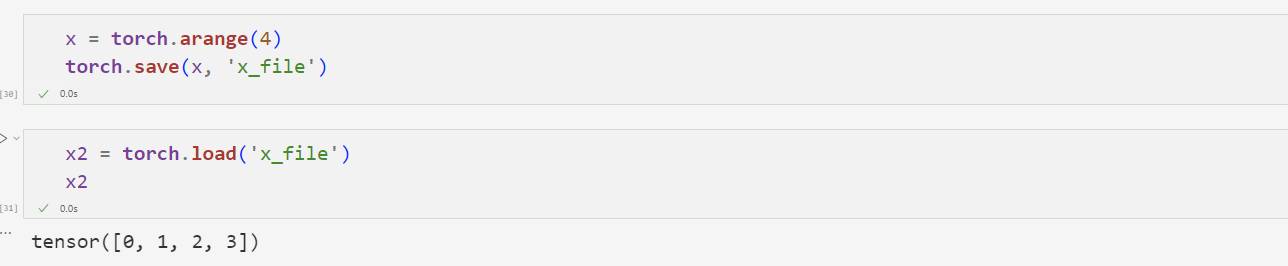 x = torch.arange(4)
torch.save(x, 'x_file')
[30]
0.0s
x2 = torch.load('x_file')
x2
[31]
0.0s
...
tensor([0, 1, 2, 3])